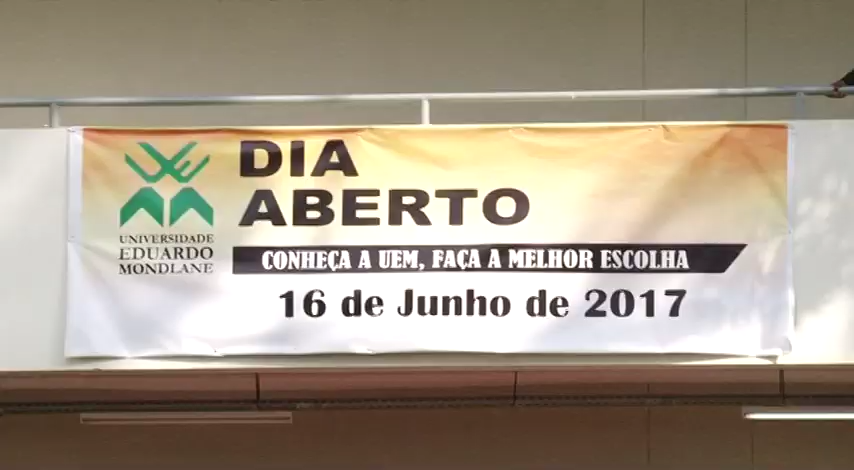 DIA
ABERTO
UNIVERSIDADE
EDUARDO
MONDLANE
CONHEÇA A UEM, FAÇA A MELHOR ESCOLHA
16 de Junho de 2017